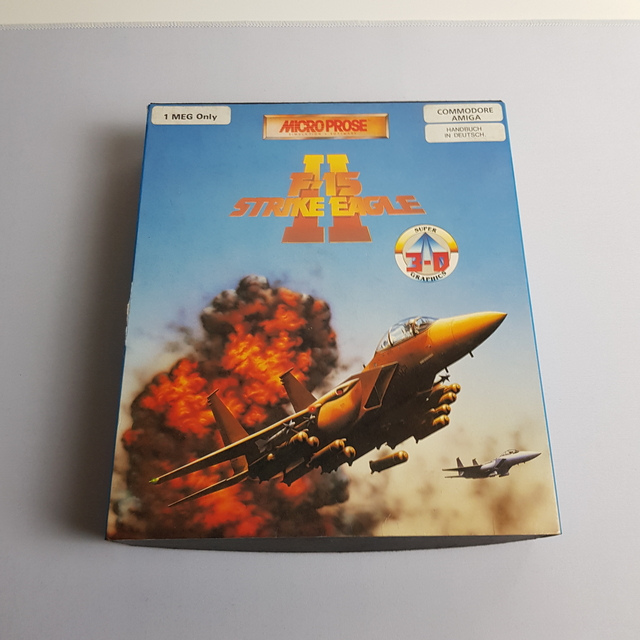 1 MEG Only
MICROPROSE
COMMODORE
AMIGA
HANDBUCH
IN DEUTSCH
II
F-15
STRIKE EAGLE
SUPER
3-D
GRAPHICS